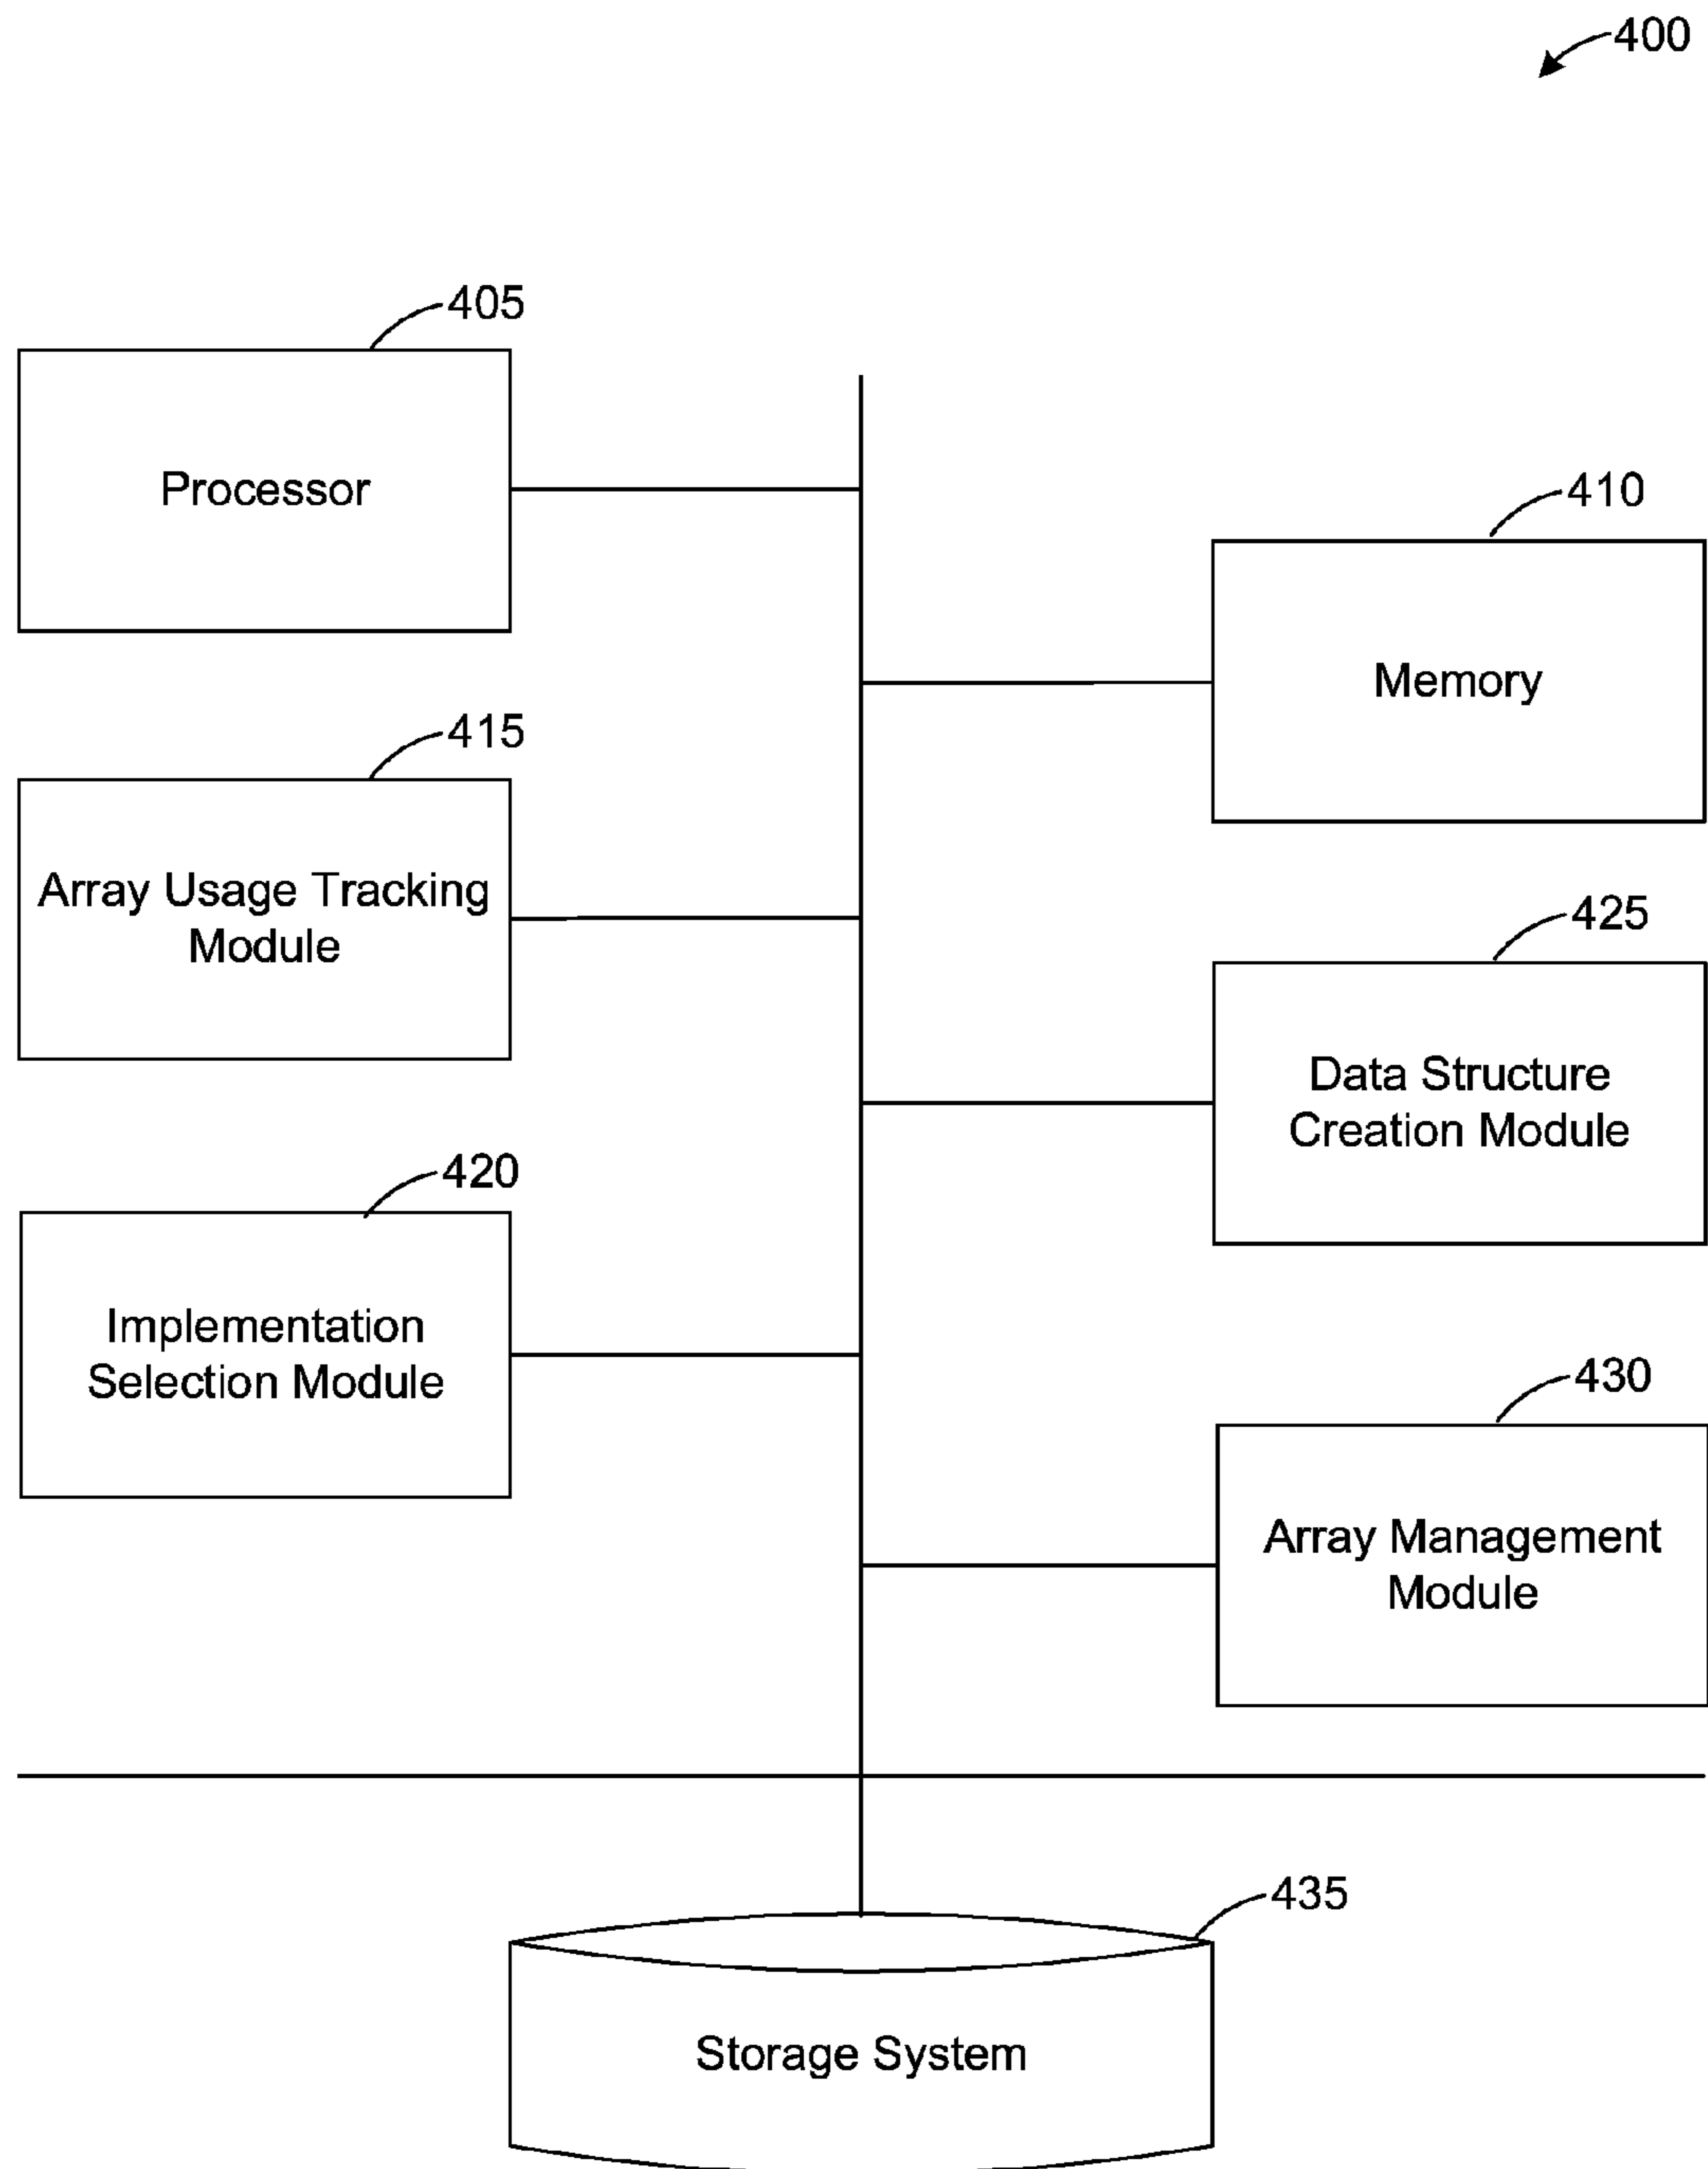 400
405
Processor
410
Memory
415
Array Usage Tracking
Module
425
Data Structure
Creation Module
420
Implementation
Selection Module
430
Array Management
Module
435
Storage System